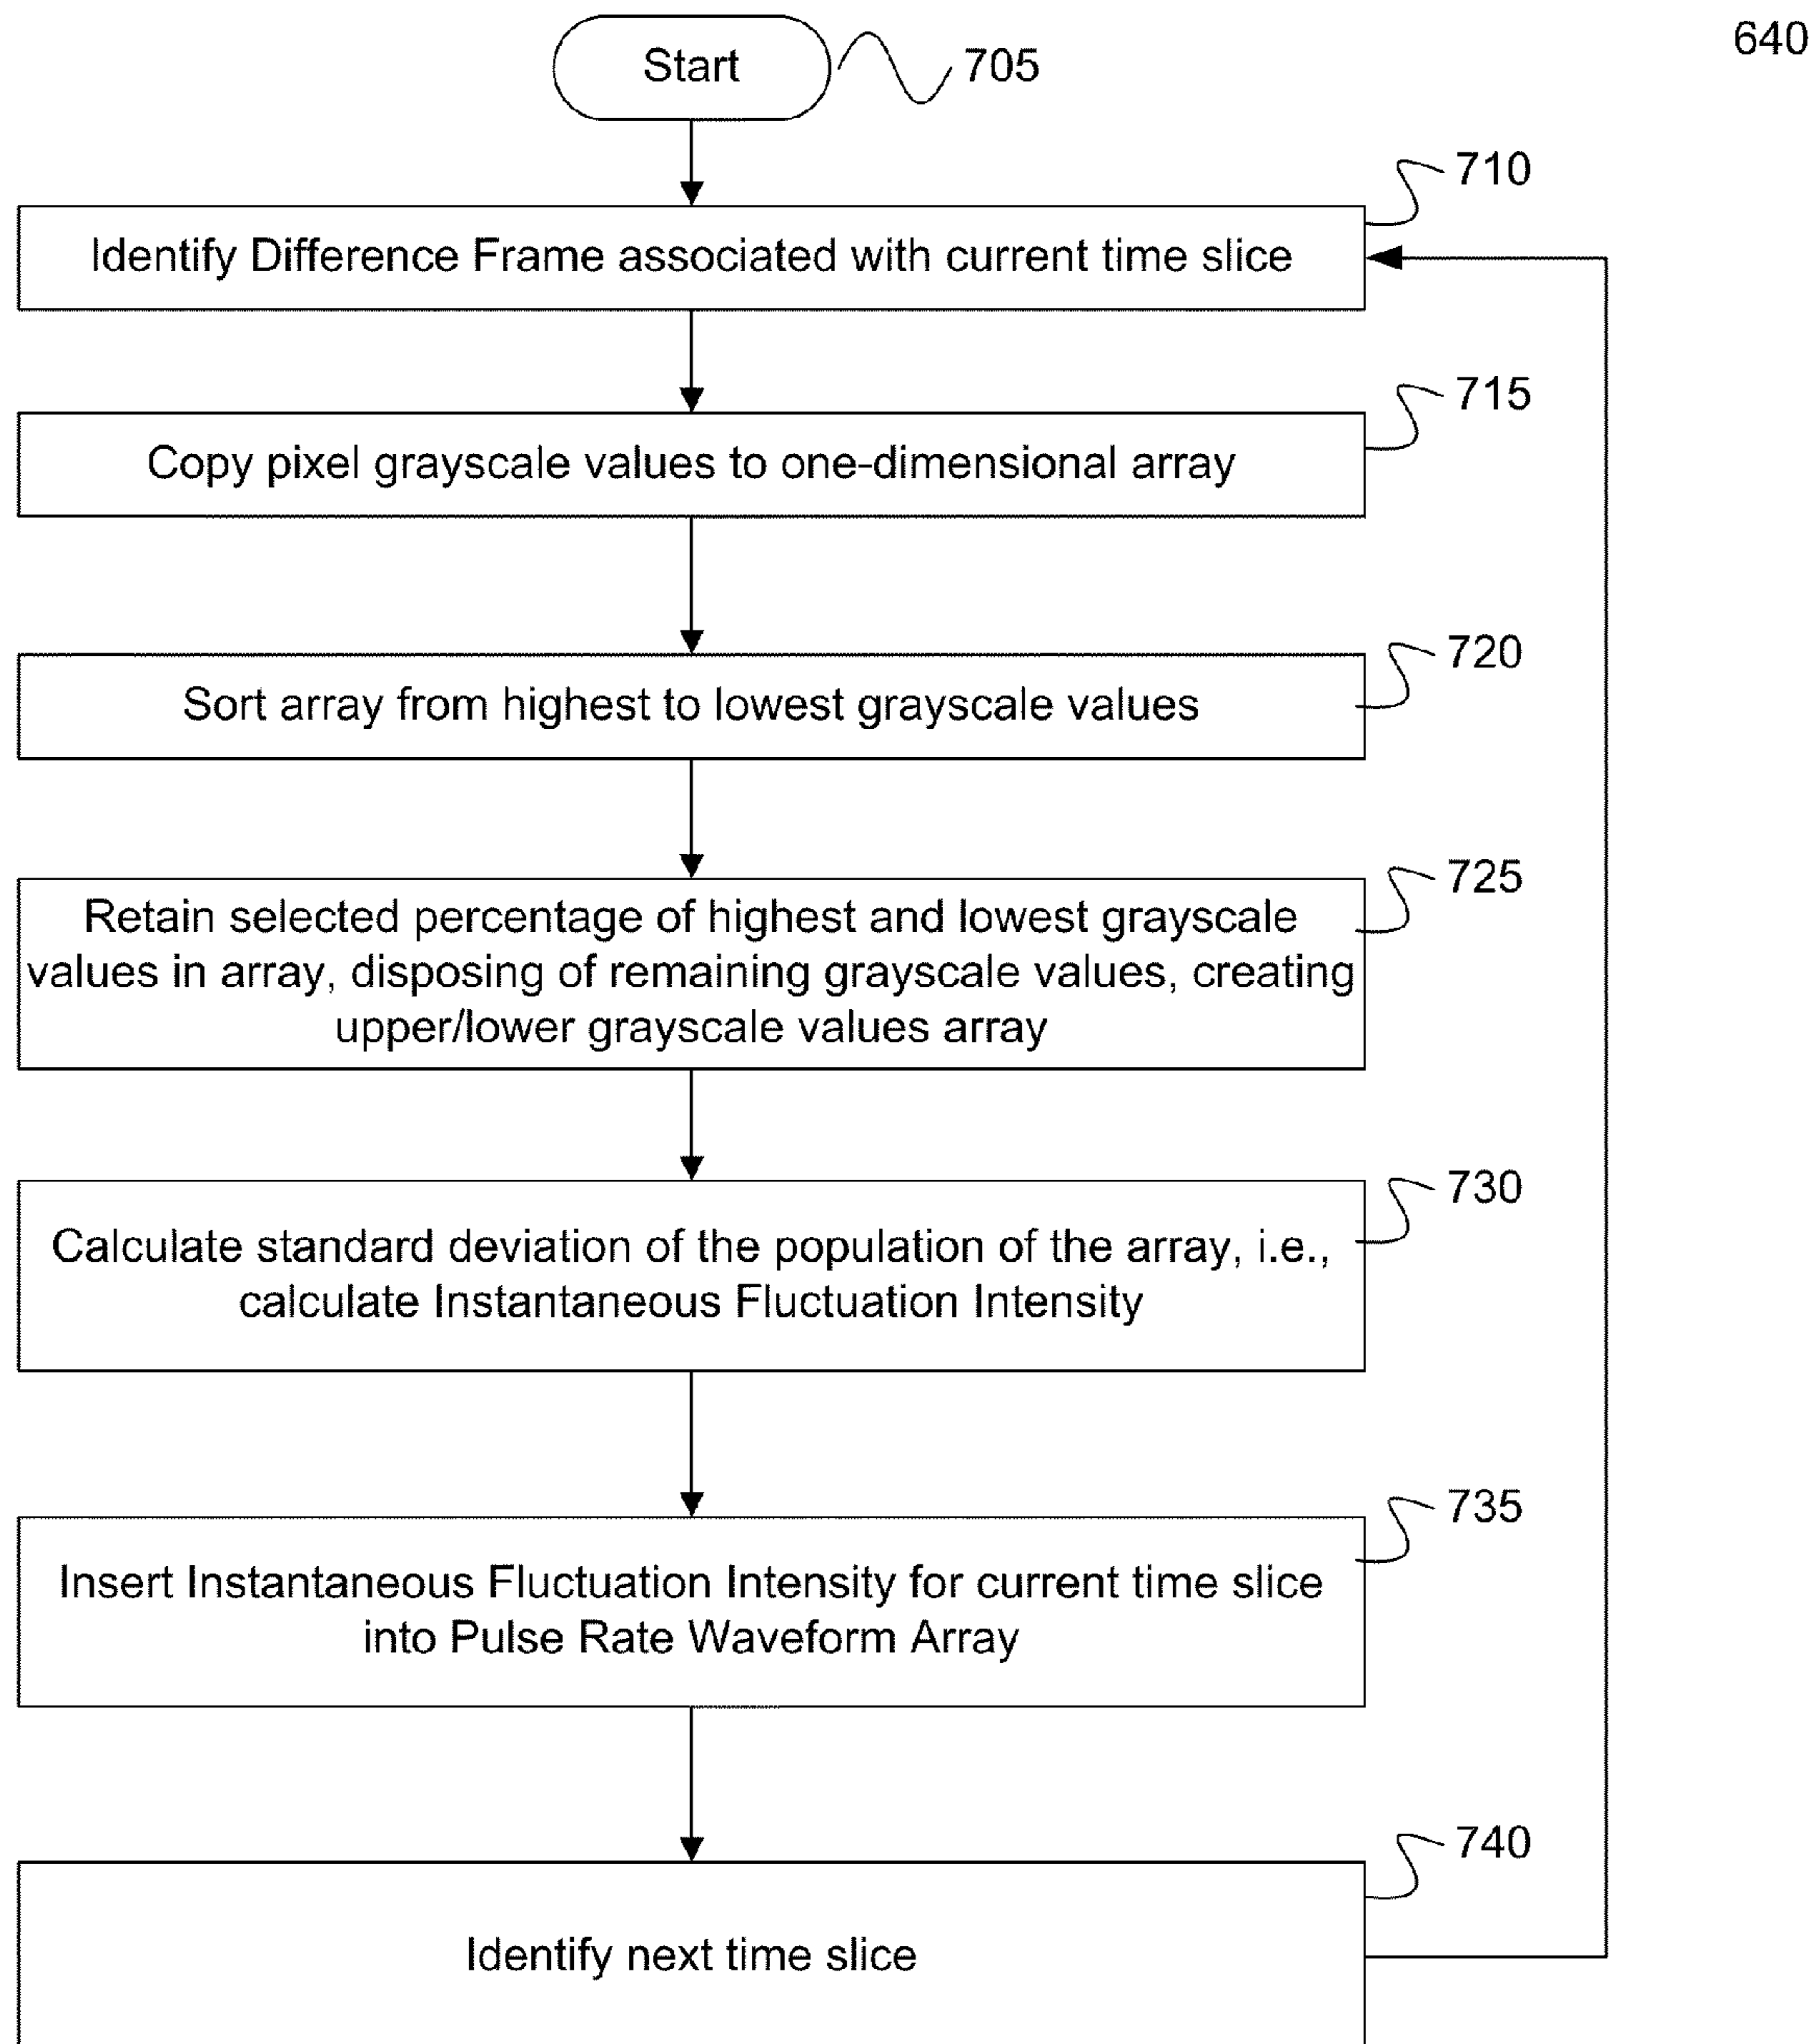 640
Start
705
710
Identify Difference Frame associated with current time slice
715
Copy pixel grayscale values to one-dimensional array
720
Sort array from highest to lowest grayscale values
725
Retain selected percentage of highest and lowest grayscale
values in array, disposing of remaining grayscale values, creating
upper/lower grayscale values array
730
Calculate standard deviation of the population of the array, i.e.,
calculate Instantaneous Fluctuation Intensity
735
Insert Instantaneous Fluctuation Intensity for current time slice
into Pulse Rate Waveform Array
740
Identify next time slice